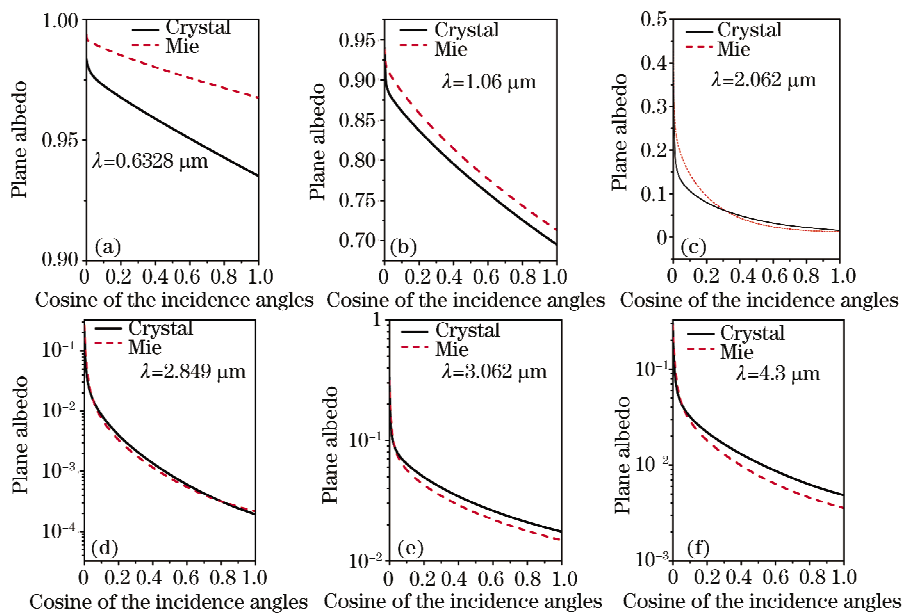 1.00
0.95
0.90
Plane albedo
Crystal
Mie
λ=0.6328 μm
(a)
0 0.2 0.4 0.6 0.8 1.0
Cosine of the incidence angles
0.95
0.90
0.85
0.80
0.75
0.70
Plane albedo
Crystal
Mie
λ=1.06 μm
(b)
0 0.2 0.4 0.6 0.8 1.0
Cosine of the incidence angles
0.5
0.4
0.3
0.2
0.1
0
Plane albedo
Crystal
Mie
λ=2.062 μm
(c)
0 0.2 0.4 0.6 0.8 1.0
Cosine of the incidence angles
10⁻¹
10⁻²
10⁻³
10⁻⁴
Plane albedo
Crystal
Mie
λ=2.849 μm
(d)
0 0.2 0.4 0.6 0.8 1.0
Cosine of the incidence angles
1
10⁻¹
10⁻²
Plane albedo
Crystal
Mie
λ=3.062 μm
(e)
0 0.2 0.4 0.6 0.8 1.0
Cosine of the incidence angles
10⁻¹
10⁻²
10⁻³
Plane albedo
Crystal
Mie
λ=4.3 μm
(f)
0 0.2 0.4 0.6 0.8 1.0
Cosine of the incidence angles